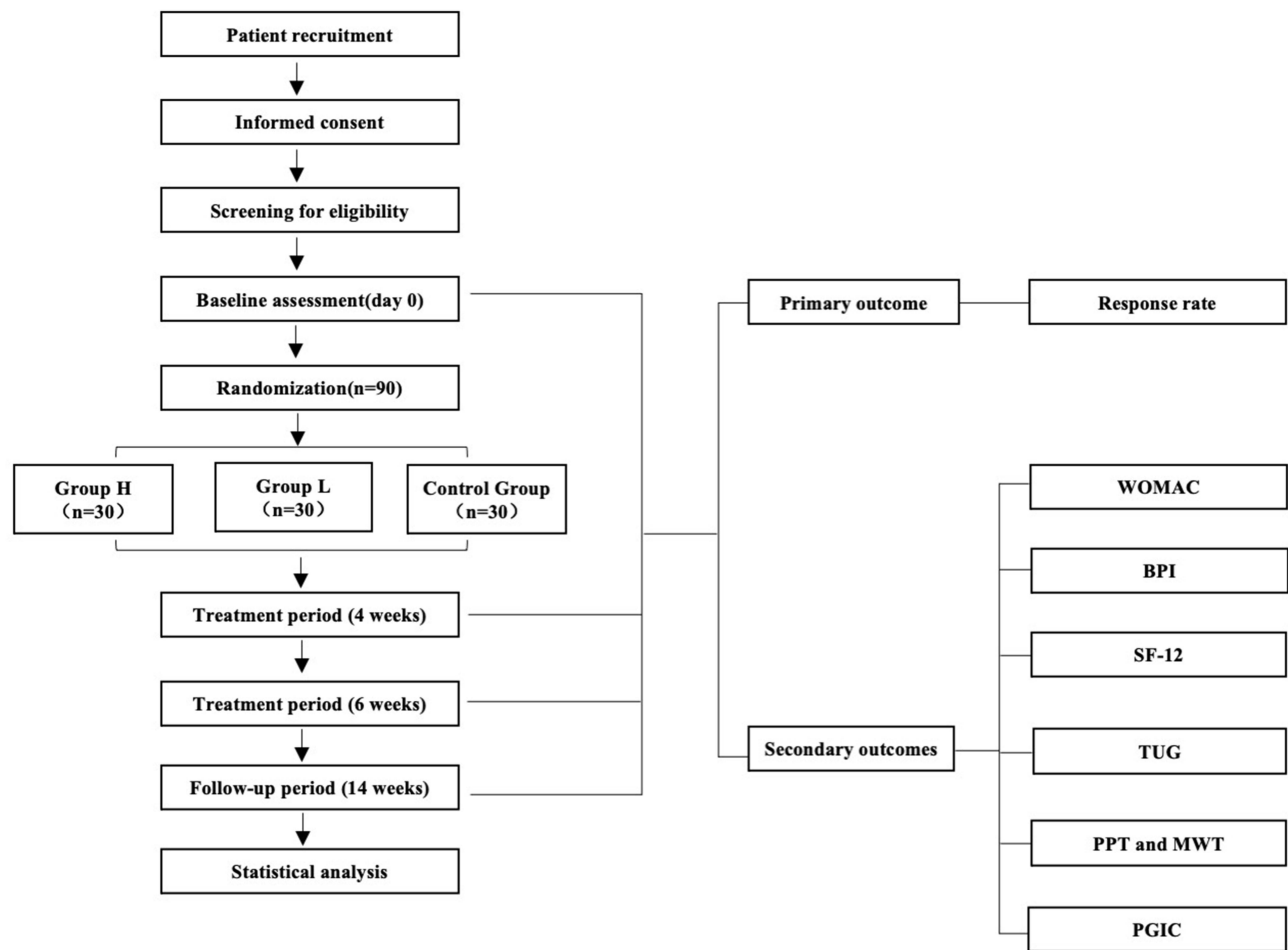 Patient recruitment
Informed consent
Screening for eligibility
Baseline assessment(day 0)
Randomization(n=90)
Group H
（n=30）
Group L
（n=30）
Control Group
（n=30）
Treatment period (4 weeks)
Treatment period (6 weeks)
Follow-up period (14 weeks)
Statistical analysis
Primary outcome
Response rate
Secondary outcomes
WOMAC
BPI
SF-12
TUG
PPT and MWT
PGIC